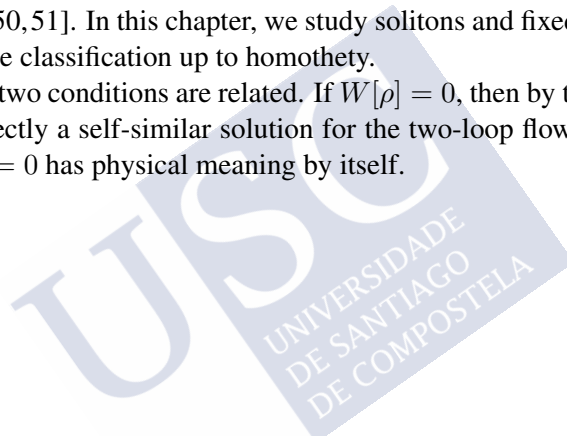 50,51]. In this chapter, we study solitons and fixed
e classification up to homothety.
two conditions are related. If W[ρ] = 0, then by t
ectly a self-similar solution for the two-loop flow
= 0 has physical meaning by itself.
USC
UNIVERSIDADE
DE SANTIAGO
DE COMPOSTELA